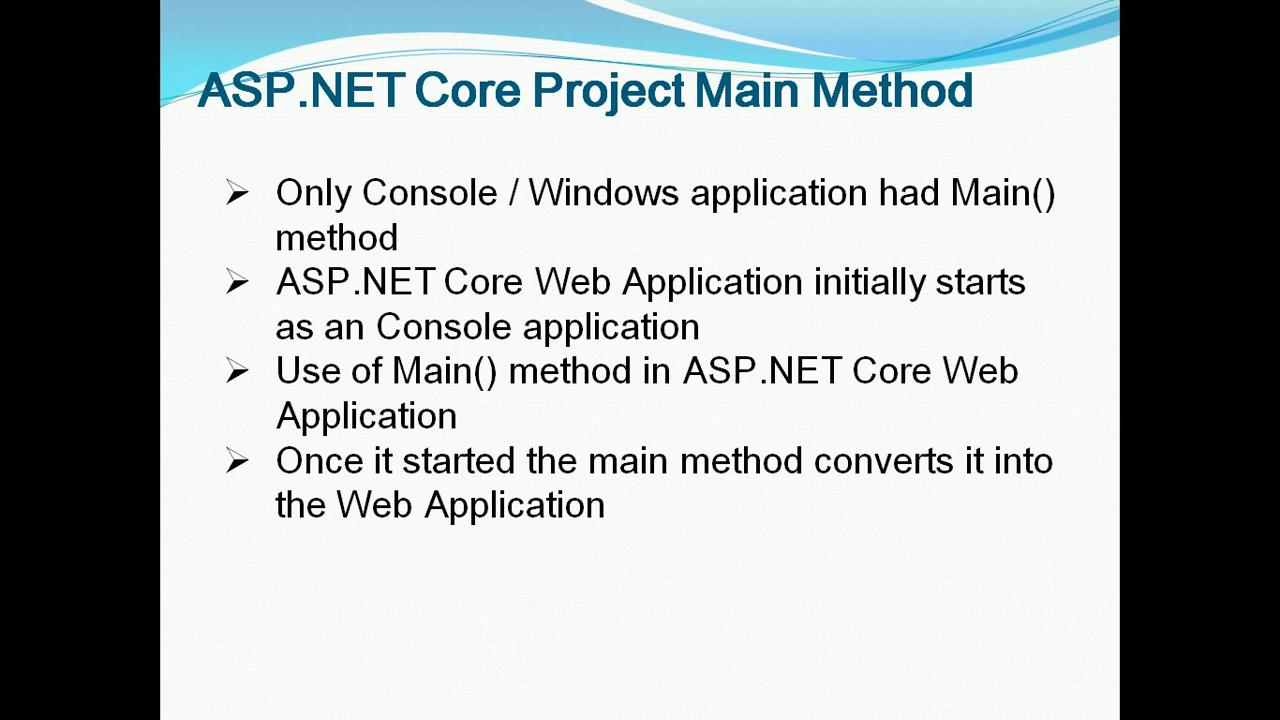 ASP.NET Core Project Main Method
Only Console / Windows application had Main()
method
ASP.NET Core Web Application initially starts
as an Console application
Use of Main() method in ASP.NET Core Web
Application
Once it started the main method converts it into
the Web Application